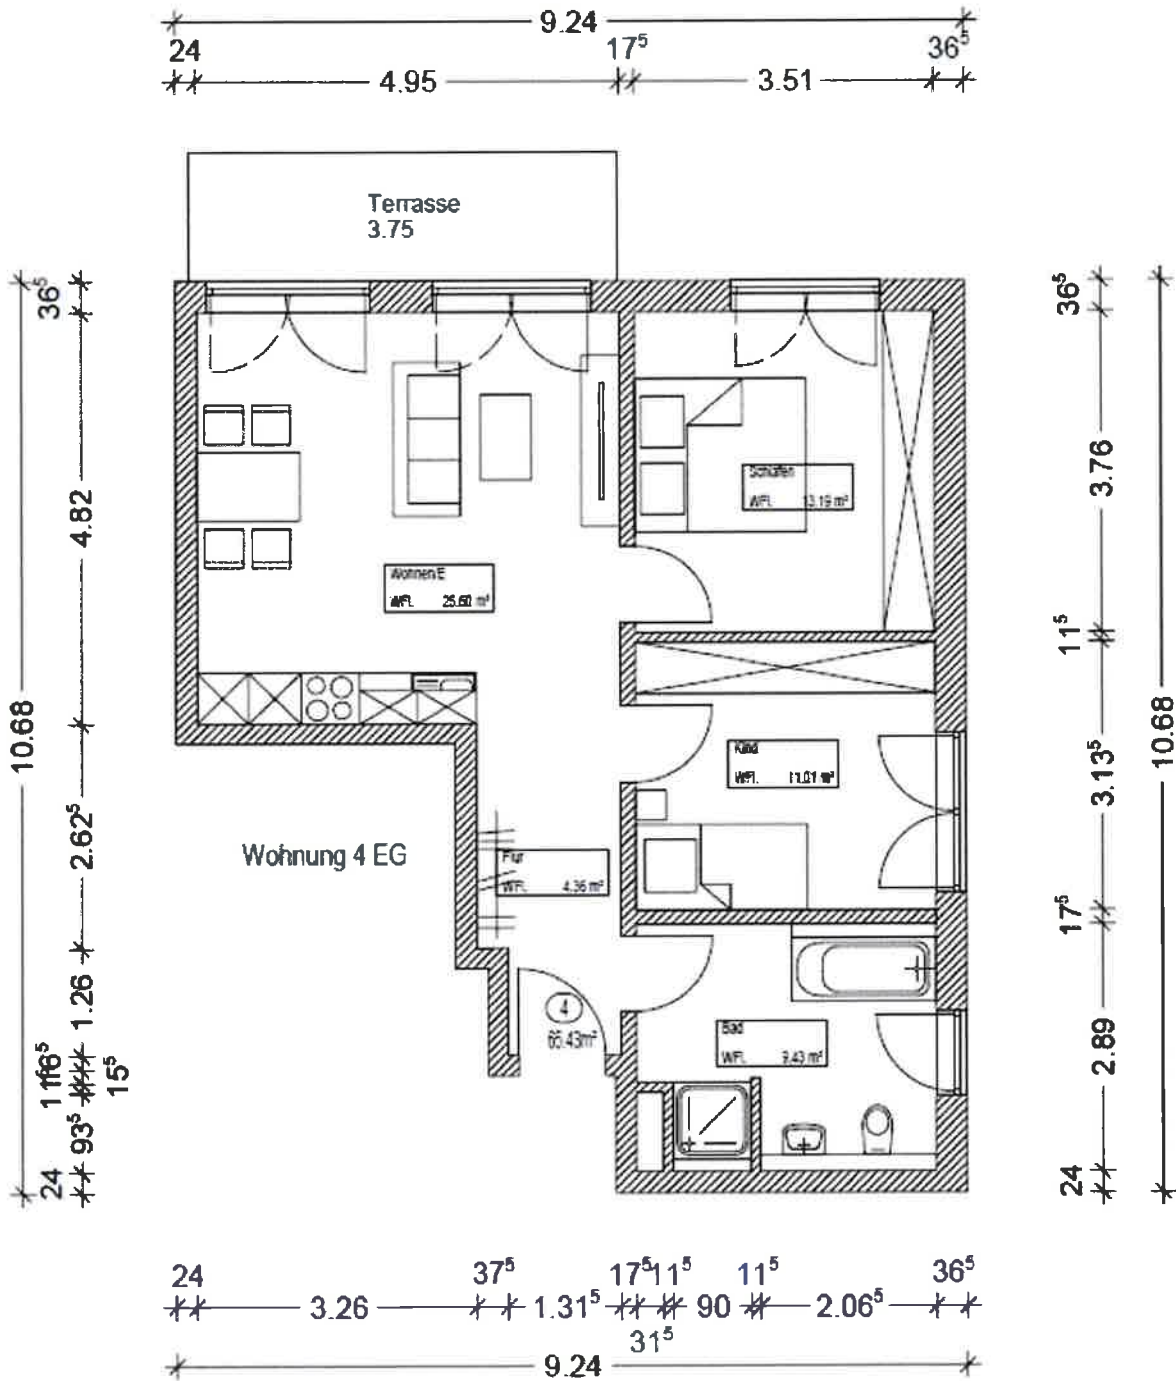 9.24
24 17⁵ 36⁵
4.95 3.51
Terrasse
3.75
36⁵
4.82
2.62⁵
1.26
15⁵
93⁵
24
10.68
Schlafen
WFL. 13.19 m²
Wohnen/E
WFL. 25.60 m²
Kind
WFL. 11.01 m²
Wohnung 4 EG
Flur
WFL. 4.36 m²
4
65.43m²
Bad
WFL. 9.43 m²
36⁵
3.76
11⁵
3.13⁵
17⁵
2.89
24
10.68
24 37⁵ 17⁵ 11⁵ 11⁵ 36⁵
3.26 1.31⁵ 90 2.06⁵
31⁵
9.24